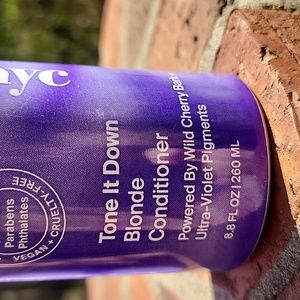 nyc
Tone It Down
Blonde
Conditioner
Powered By Wild Cherry Bark
Ultra-Violet Pigments
8.8 FL OZ | 260 ML
Parabens
Phthalates
VEGAN + CRUELTY-FREE